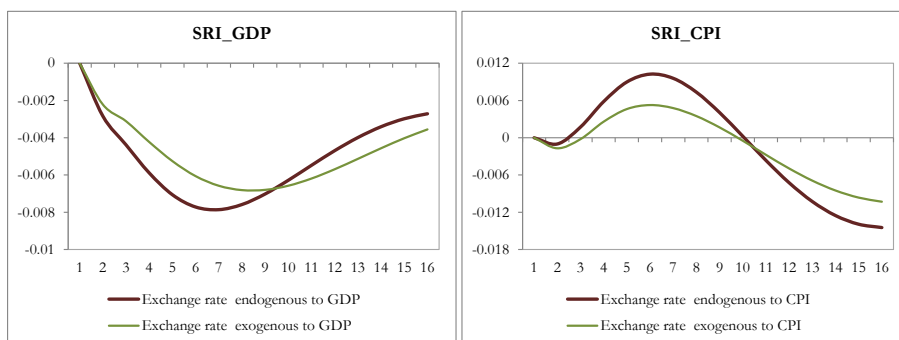 SRI_GDP
0
-0.002
-0.004
-0.006
-0.008
-0.01
1 2 3 4 5 6 7 8 9 10 11 12 13 14 15 16
Exchange rate endogenous to GDP
Exchange rate exogenous to GDP
SRI_CPI
0.012
0.006
0
-0.006
-0.012
-0.018
1 2 3 4 5 6 7 8 9 10 11 12 13 14 15 16
Exchange rate endogenous to CPI
Exchange rate exogenous to CPI